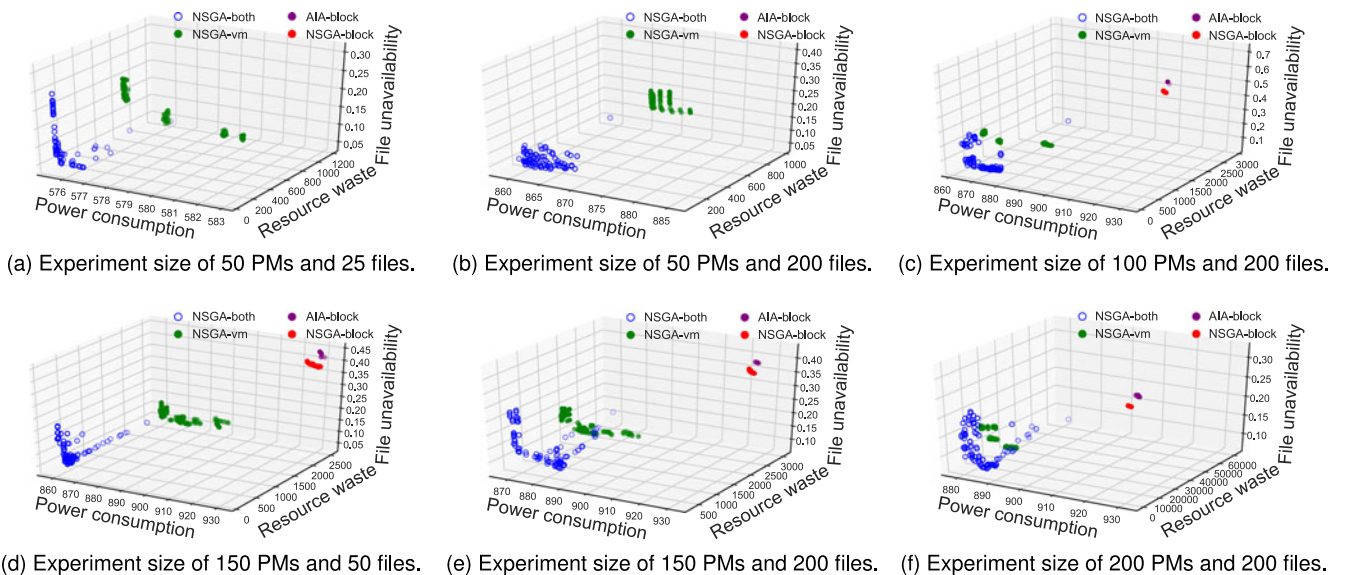 NSGA-both AIA-block
NSGA-vm NSGA-block
0.30
0.25
0.20
0.15
0.10
0.05
File unavailability
576 577 578 579 580 581 582 583
Power consumption
0 200 400 600 800 1000 1200
Resource waste
(a) Experiment size of 50 PMs and 25 files.
NSGA-both AIA-block
NSGA-vm NSGA-block
0.40
0.35
0.30
0.25
0.20
0.15
0.10
0.05
File unavailability
860 865 870 875 880 885
Power consumption
200 400 600 800 1000
Resource waste
(b) Experiment size of 50 PMs and 200 files.
NSGA-both AIA-block
NSGA-vm NSGA-block
0.7
0.6
0.5
0.4
0.3
0.2
0.1
File unavailability
860 870 880 890 900 910 920 930
Power consumption
0 500 1000 1500 2000 2500 3000
Resource waste
(c) Experiment size of 100 PMs and 200 files.
NSGA-both AIA-block
NSGA-vm NSGA-block
0.45
0.40
0.35
0.30
0.25
0.20
0.15
0.10
0.05
File unavailability
860 870 880 890 900 910 920 930
Power consumption
0 500 1000 1500 2000 2500
Resource waste
(d) Experiment size of 150 PMs and 50 files.
NSGA-both AIA-block
NSGA-vm NSGA-block
0.40
0.35
0.30
0.25
0.20
0.15
0.10
File unavailability
870 880 890 900 910 920 930
Power consumption
500 1000 1500 2000 2500 3000
Resource waste
(e) Experiment size of 150 PMs and 200 files.
NSGA-both AIA-block
NSGA-vm NSGA-block
0.30
0.25
0.20
0.15
0.10
File unavailability
880 890 900 910 920 930
Power consumption
0 10000 20000 30000 40000 50000 60000
Resource waste
(f) Experiment size of 200 PMs and 200 files.